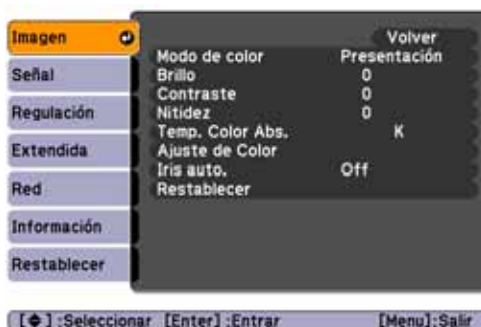 Imagen
Señal
Regulación
Extendida
Red
Información
Restablecer
Volver
Modo de color Presentación
Brillo 0
Contraste 0
Nitidez 0
Temp. Color Abs. K
Ajuste de Color
Iris auto. Off
Restablecer
[ ] :Seleccionar [Enter] :Entrar [Menu]:Salir